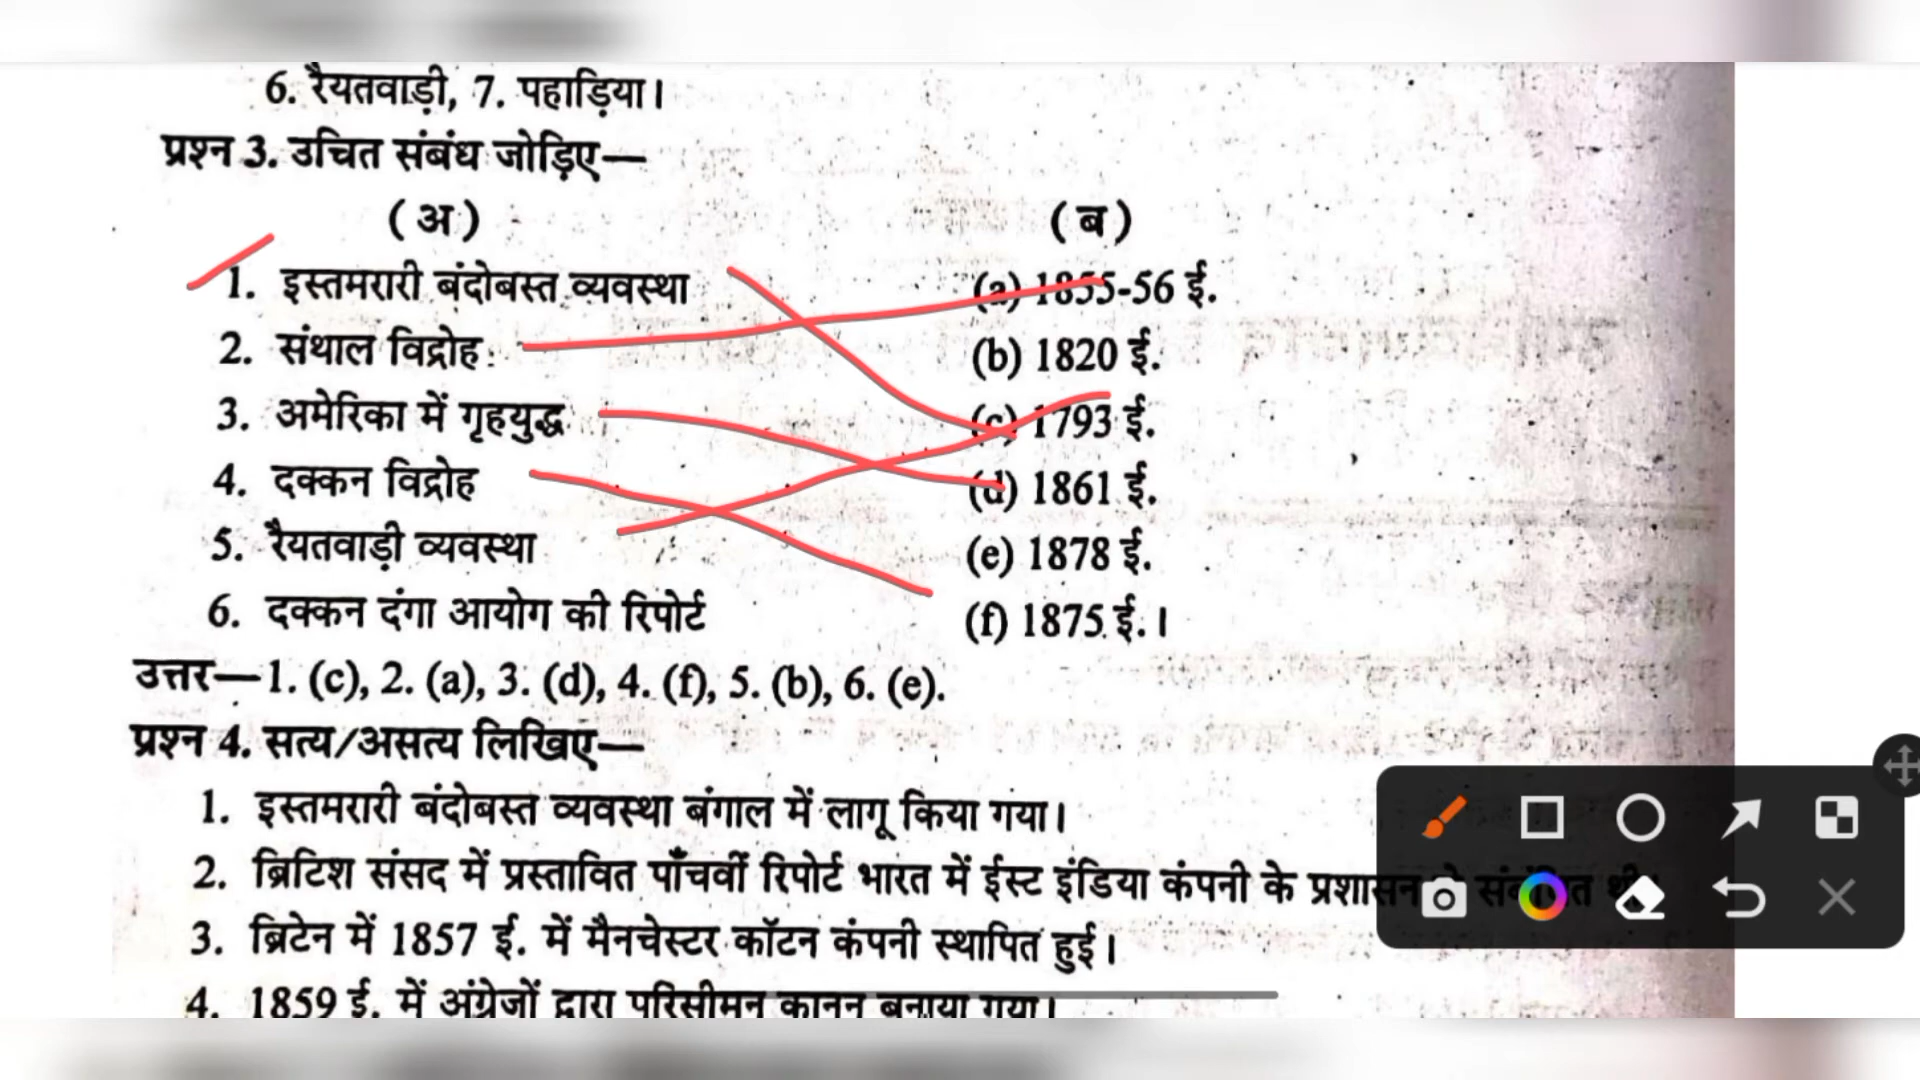 6. रैयतवाड़ी, 7. पहाड़िया।
प्रश्न 3. उचित संबंध जोड़िए—
(अ) (ब)
1. इस्तमरारी बंदोबस्त व्यवस्था (a) 1855-56 ई.
2. संथाल विद्रोह (b) 1820 ई.
3. अमेरिका में गृहयुद्ध (c) 1793 ई.
4. दक्कन विद्रोह (d) 1861 ई.
5. रैयतवाड़ी व्यवस्था (e) 1878 ई.
6. दक्कन दंगा आयोग की रिपोर्ट (f) 1875 ई.।
उत्तर—1. (c), 2. (a), 3. (d), 4. (f), 5. (b), 6. (e).
प्रश्न 4. सत्य/असत्य लिखिए—
1. इस्तमरारी बंदोबस्त व्यवस्था बंगाल में लागू किया गया।
2. ब्रिटिश संसद में प्रस्तावित पाँचवीं रिपोर्ट भारत में ईस्ट इंडिया कंपनी के प्रशासन
3. ब्रिटेन में 1857 ई. में मैनचेस्टर कॉटन कंपनी स्थापित हुई।
4. 1859 ई. में अंग्रेजों द्वारा परिसीमन कानून बनाया गया।